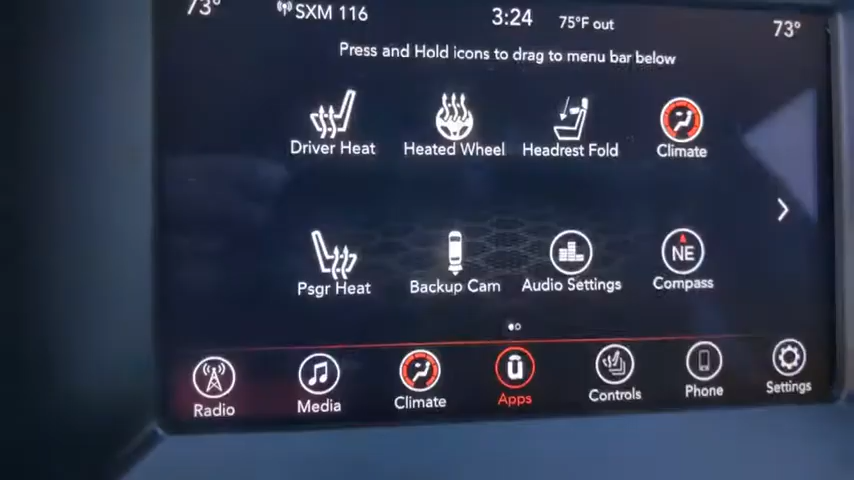 73°
SXM 116
3:24
75°F out
73°
Press and Hold icons to drag to menu bar below
Driver Heat
Heated Wheel
Headrest Fold
Climate
NE
Psgr Heat
Backup Cam
Audio Settings
Compass
Radio
Media
Climate
Apps
Controls
Phone
Settings